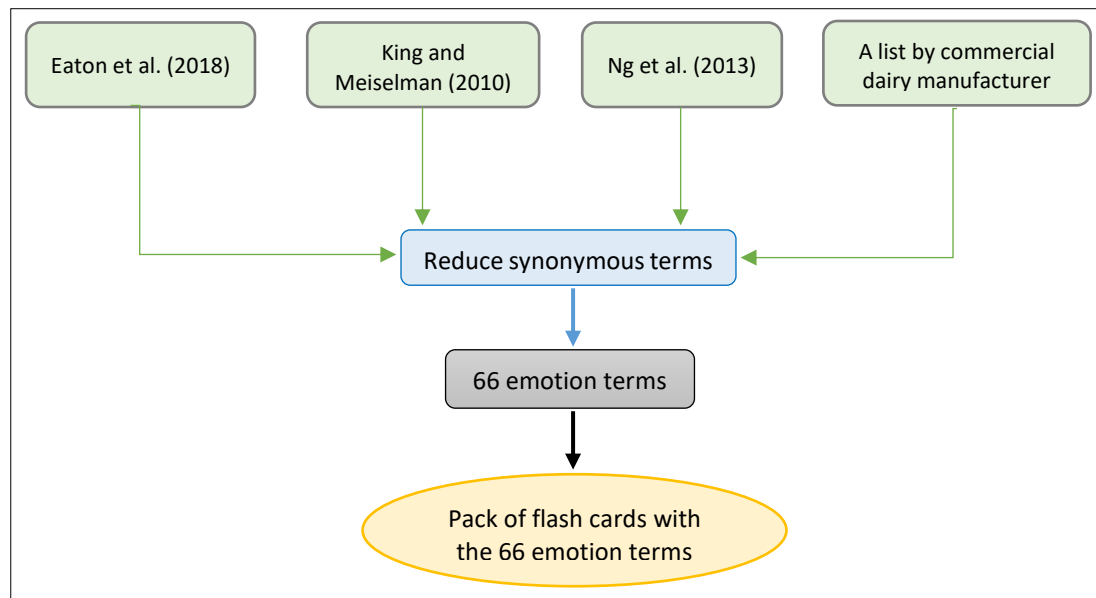 Eaton et al. (2018)
King and
Meiselman (2010)
Ng et al. (2013)
A list by commercial
dairy manufacturer
Reduce synonymous terms
66 emotion terms
Pack of flash cards with
the 66 emotion terms